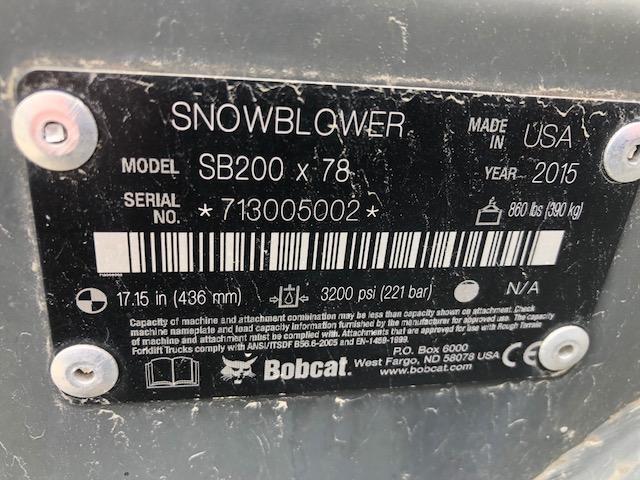 SNOWBLOWER
MADE IN USA
MODEL SB200 x 78
YEAR 2015
SERIAL NO. *713005002*
860 lbs (390 kg)
17.15 in (436 mm)
3200 psi (221 bar)
N/A
Capacity of machine and attachment combination may be less than capacity shown on attachment. Check
machine nameplate and load capacity information furnished by the manufacturer. The capacity of the
machine and attachment must be complied with. Attachments that are approved for use with Rough Terrain
Forklift Trucks comply with ANSI/ITSDF B56.6-2005 and EN-1459-1999.
Bobcat.
P.O. Box 6000
West Fargo, ND 58078 USA
www.bobcat.com
CE